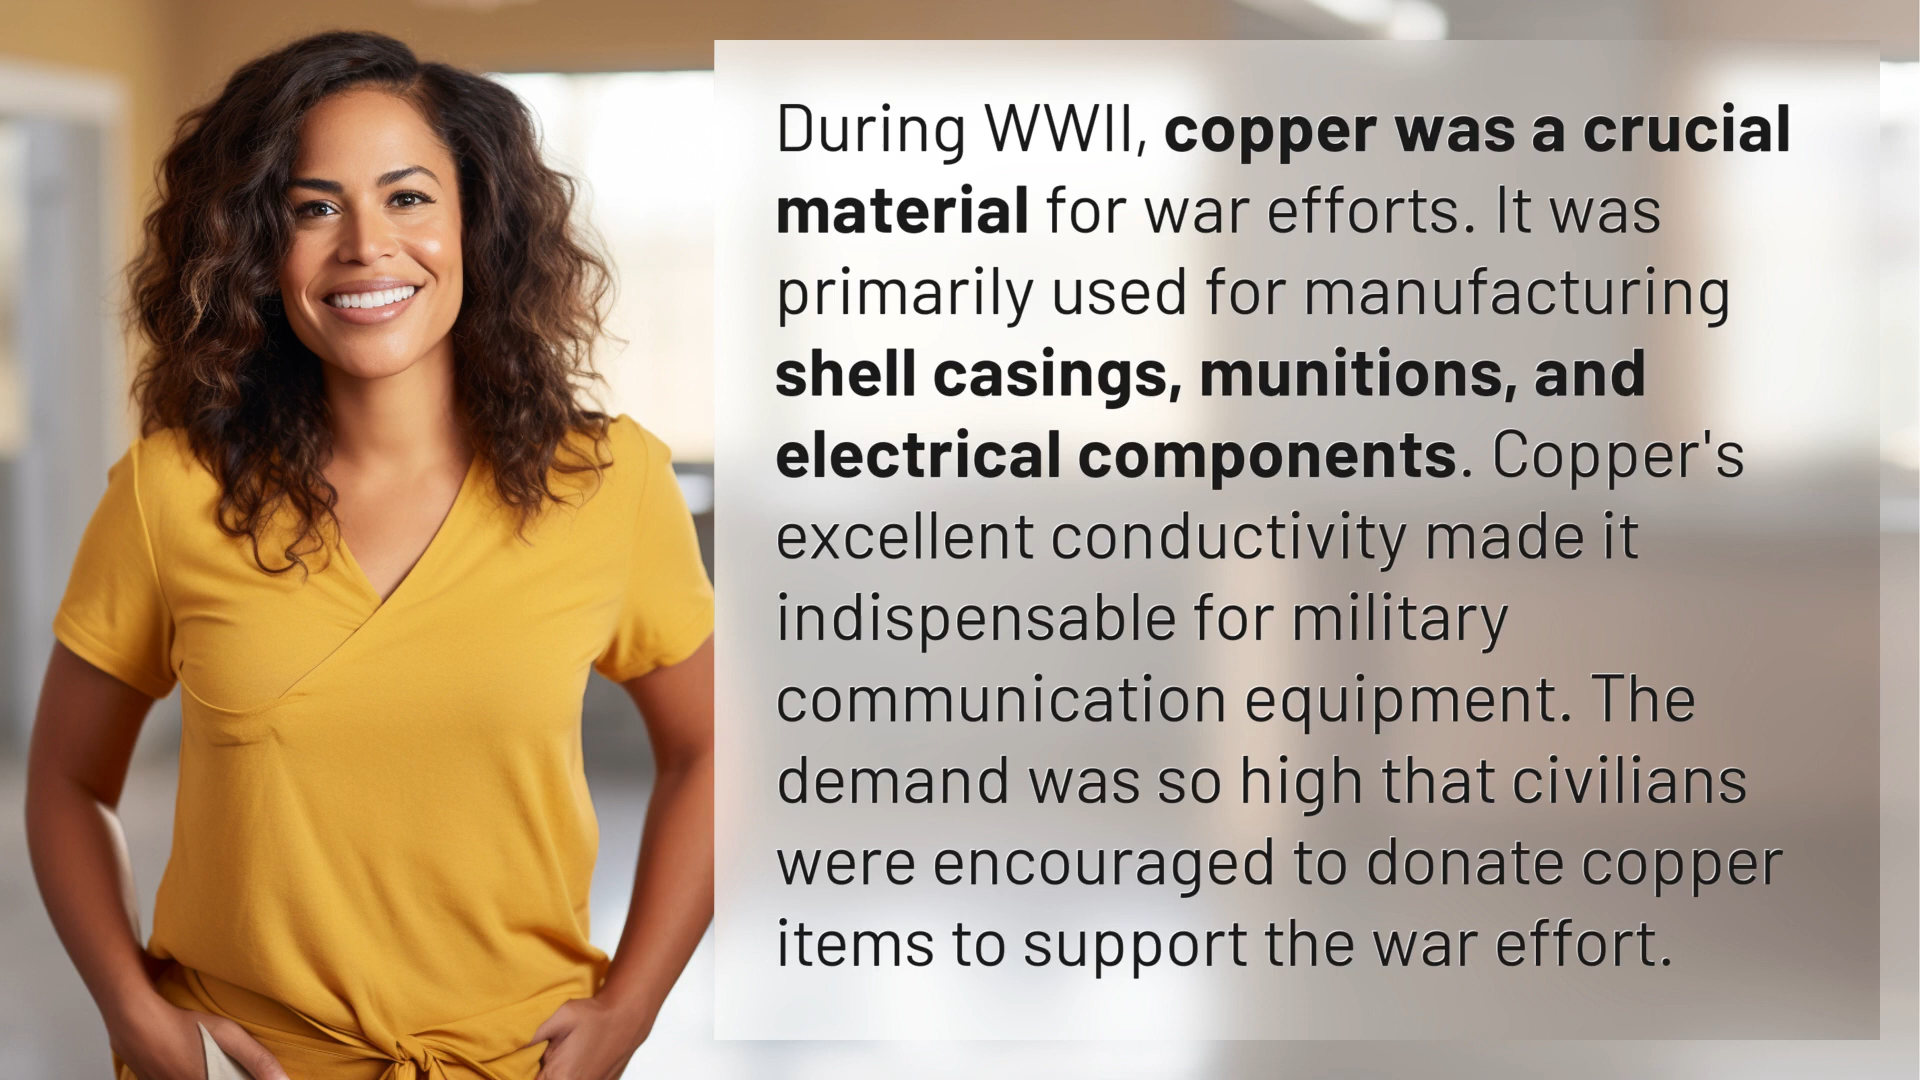 During WWII, copper was a crucial
material for war efforts. It was
primarily used for manufacturing
shell casings, munitions, and
electrical components. Copper's
excellent conductivity made it
indispensable for military
communication equipment. The
demand was so high that civilians
were encouraged to donate copper
items to support the war effort.